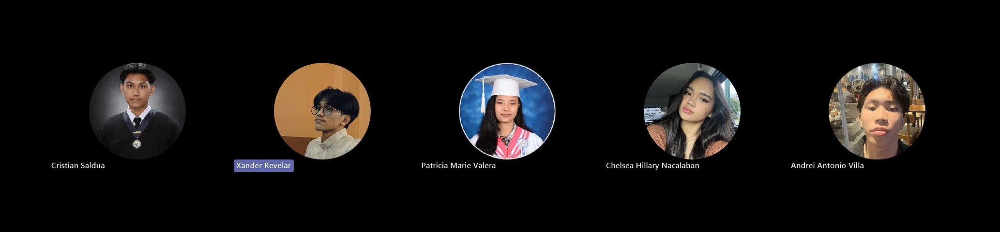 Cristian Saldua
Xander Revelar
Patricia Marie Valera
Chelsea Hillary Nacalaban
Andrei Antonio Villa